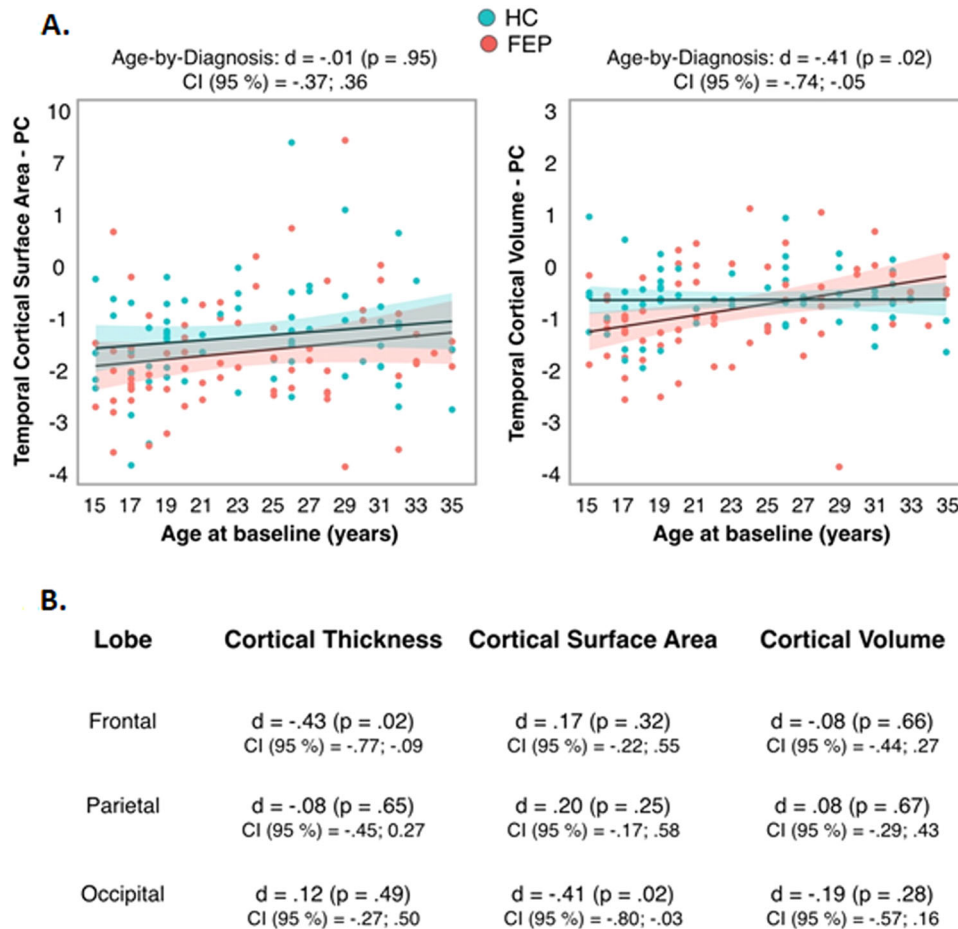 A.
HC
FEP
Age-by-Diagnosis: d = -.01 (p = .95)
CI (95 %) = -.37; .36
Temporal Cortical Surface Area - PC
10
7
1
0
-1
-2
-3
-4
15 17 19 21 23 25 27 29 31 33 35
Age at baseline (years)
Age-by-Diagnosis: d = -.41 (p = .02)
CI (95 %) = -.74; -.05
Temporal Cortical Volume - PC
3
2
1
0
-1
-2
-3
-4
15 17 19 21 23 25 27 29 31 33 35
Age at baseline (years)
B.
Lobe Cortical Thickness Cortical Surface Area Cortical Volume
Frontal d = -.43 (p = .02) d = .17 (p = .32) d = -.08 (p = .66)
CI (95 %) = -.77; -.09 CI (95 %) = -.22; .55 CI (95 %) = -.44; .27
Parietal d = -.08 (p = .65) d = .20 (p = .25) d = .08 (p = .67)
CI (95 %) = -.45; 0.27 CI (95 %) = -.17; .58 CI (95 %) = -.29; .43
Occipital d = .12 (p = .49) d = -.41 (p = .02) d = -.19 (p = .28)
CI (95 %) = -.27; .50 CI (95 %) = -.80; -.03 CI (95 %) = -.57; .16